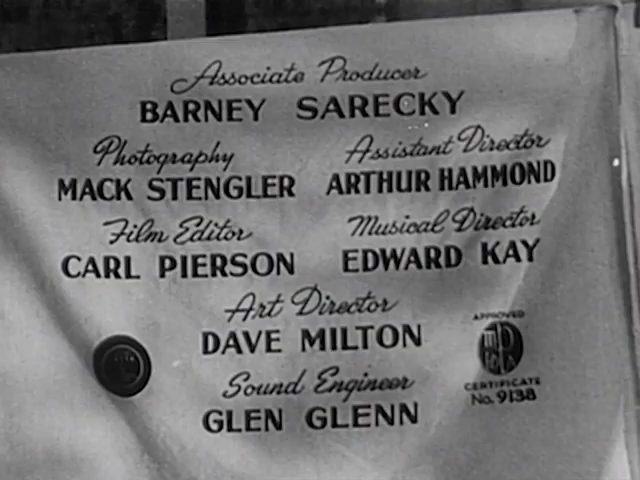 Associate Producer
BARNEY SARECKY
Photography
MACK STENGLER
Assistant Director
ARTHUR HAMMOND
Film Editor
CARL PIERSON
Musical Director
EDWARD KAY
Art Director
DAVE MILTON
Sound Engineer
GLEN GLENN
APPROVED
CERTIFICATE
No. 9138